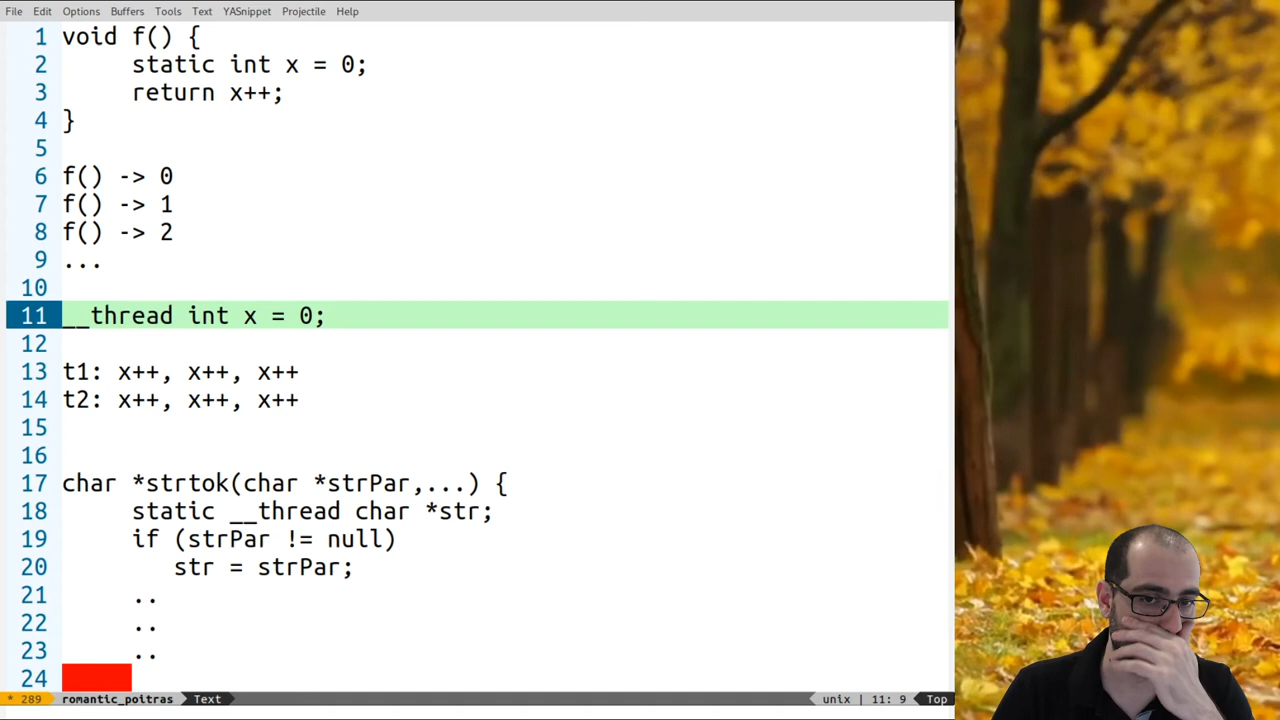 File Edit Options Buffers Tools Text YASnippet Projectile Help
1 void f() {
2 static int x = 0;
3 return x++;
4 }
5
6 f() -> 0
7 f() -> 1
8 f() -> 2
9 ...
10
11 __thread int x = 0;
12
13 t1: x++, x++, x++
14 t2: x++, x++, x++
15
16
17 char *strtok(char *strPar,...) {
18 static __thread char *str;
19 if (strPar != null)
20 str = strPar;
21 ..
22 ..
23 ..
24
* 289 romantic_poitras Text unix | 11: 9 Top